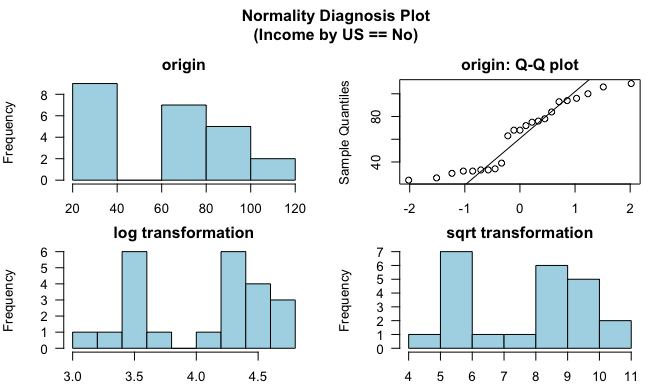 Normality Diagnosis Plot
(Income by US == No)
origin
Frequency
0 2 4 6 8
20 40 60 80 100 120
origin: Q-Q plot
Sample Quantiles
40 80
-2 -1 0 1 2
log transformation
Frequency
0 1 2 3 4 5 6
3.0 3.5 4.0 4.5
sqrt transformation
Frequency
0 1 2 3 4 5 6 7
4 5 6 7 8 9 10 11